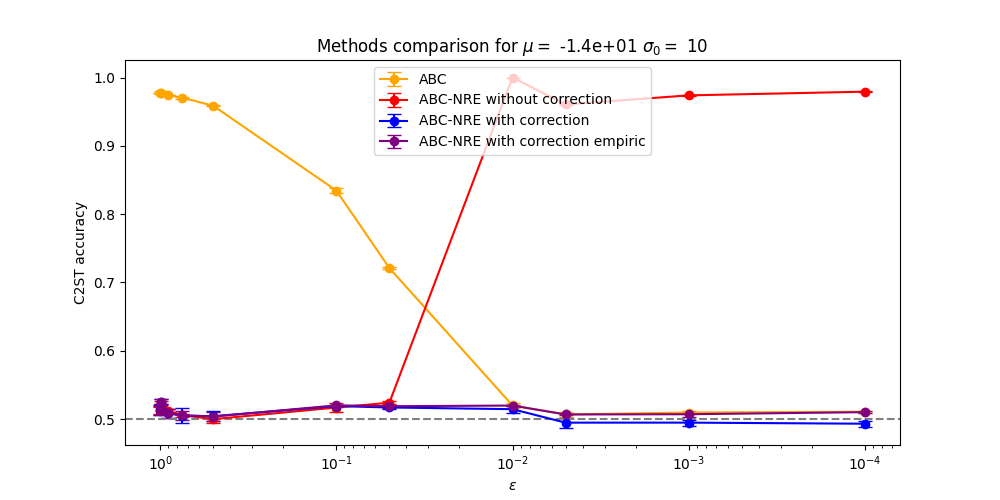 Methods comparison for μ = -1.4e+01 σ₀ = 10
ABC
ABC-NRE without correction
ABC-NRE with correction
ABC-NRE with correction empiric
C2ST accuracy
1.0
0.9
0.8
0.7
0.6
0.5
10⁰ 10⁻¹ 10⁻² 10⁻³ 10⁻⁴
ε